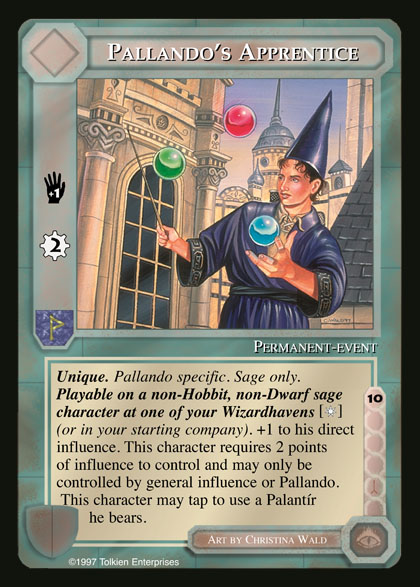 Pallando's Apprentice
+1
2
Permanent-event
Unique. Pallando specific. Sage only.
Playable on a non-Hobbit, non-Dwarf sage
character at one of your Wizardhavens [☼]
(or in your starting company). +1 to his direct
influence. This character requires 2 points
of influence to control and may only be
controlled by general influence or Pallando.
This character may tap to use a Palantír
he bears.
10
Art by Christina Wald
©1997 Tolkien Enterprises